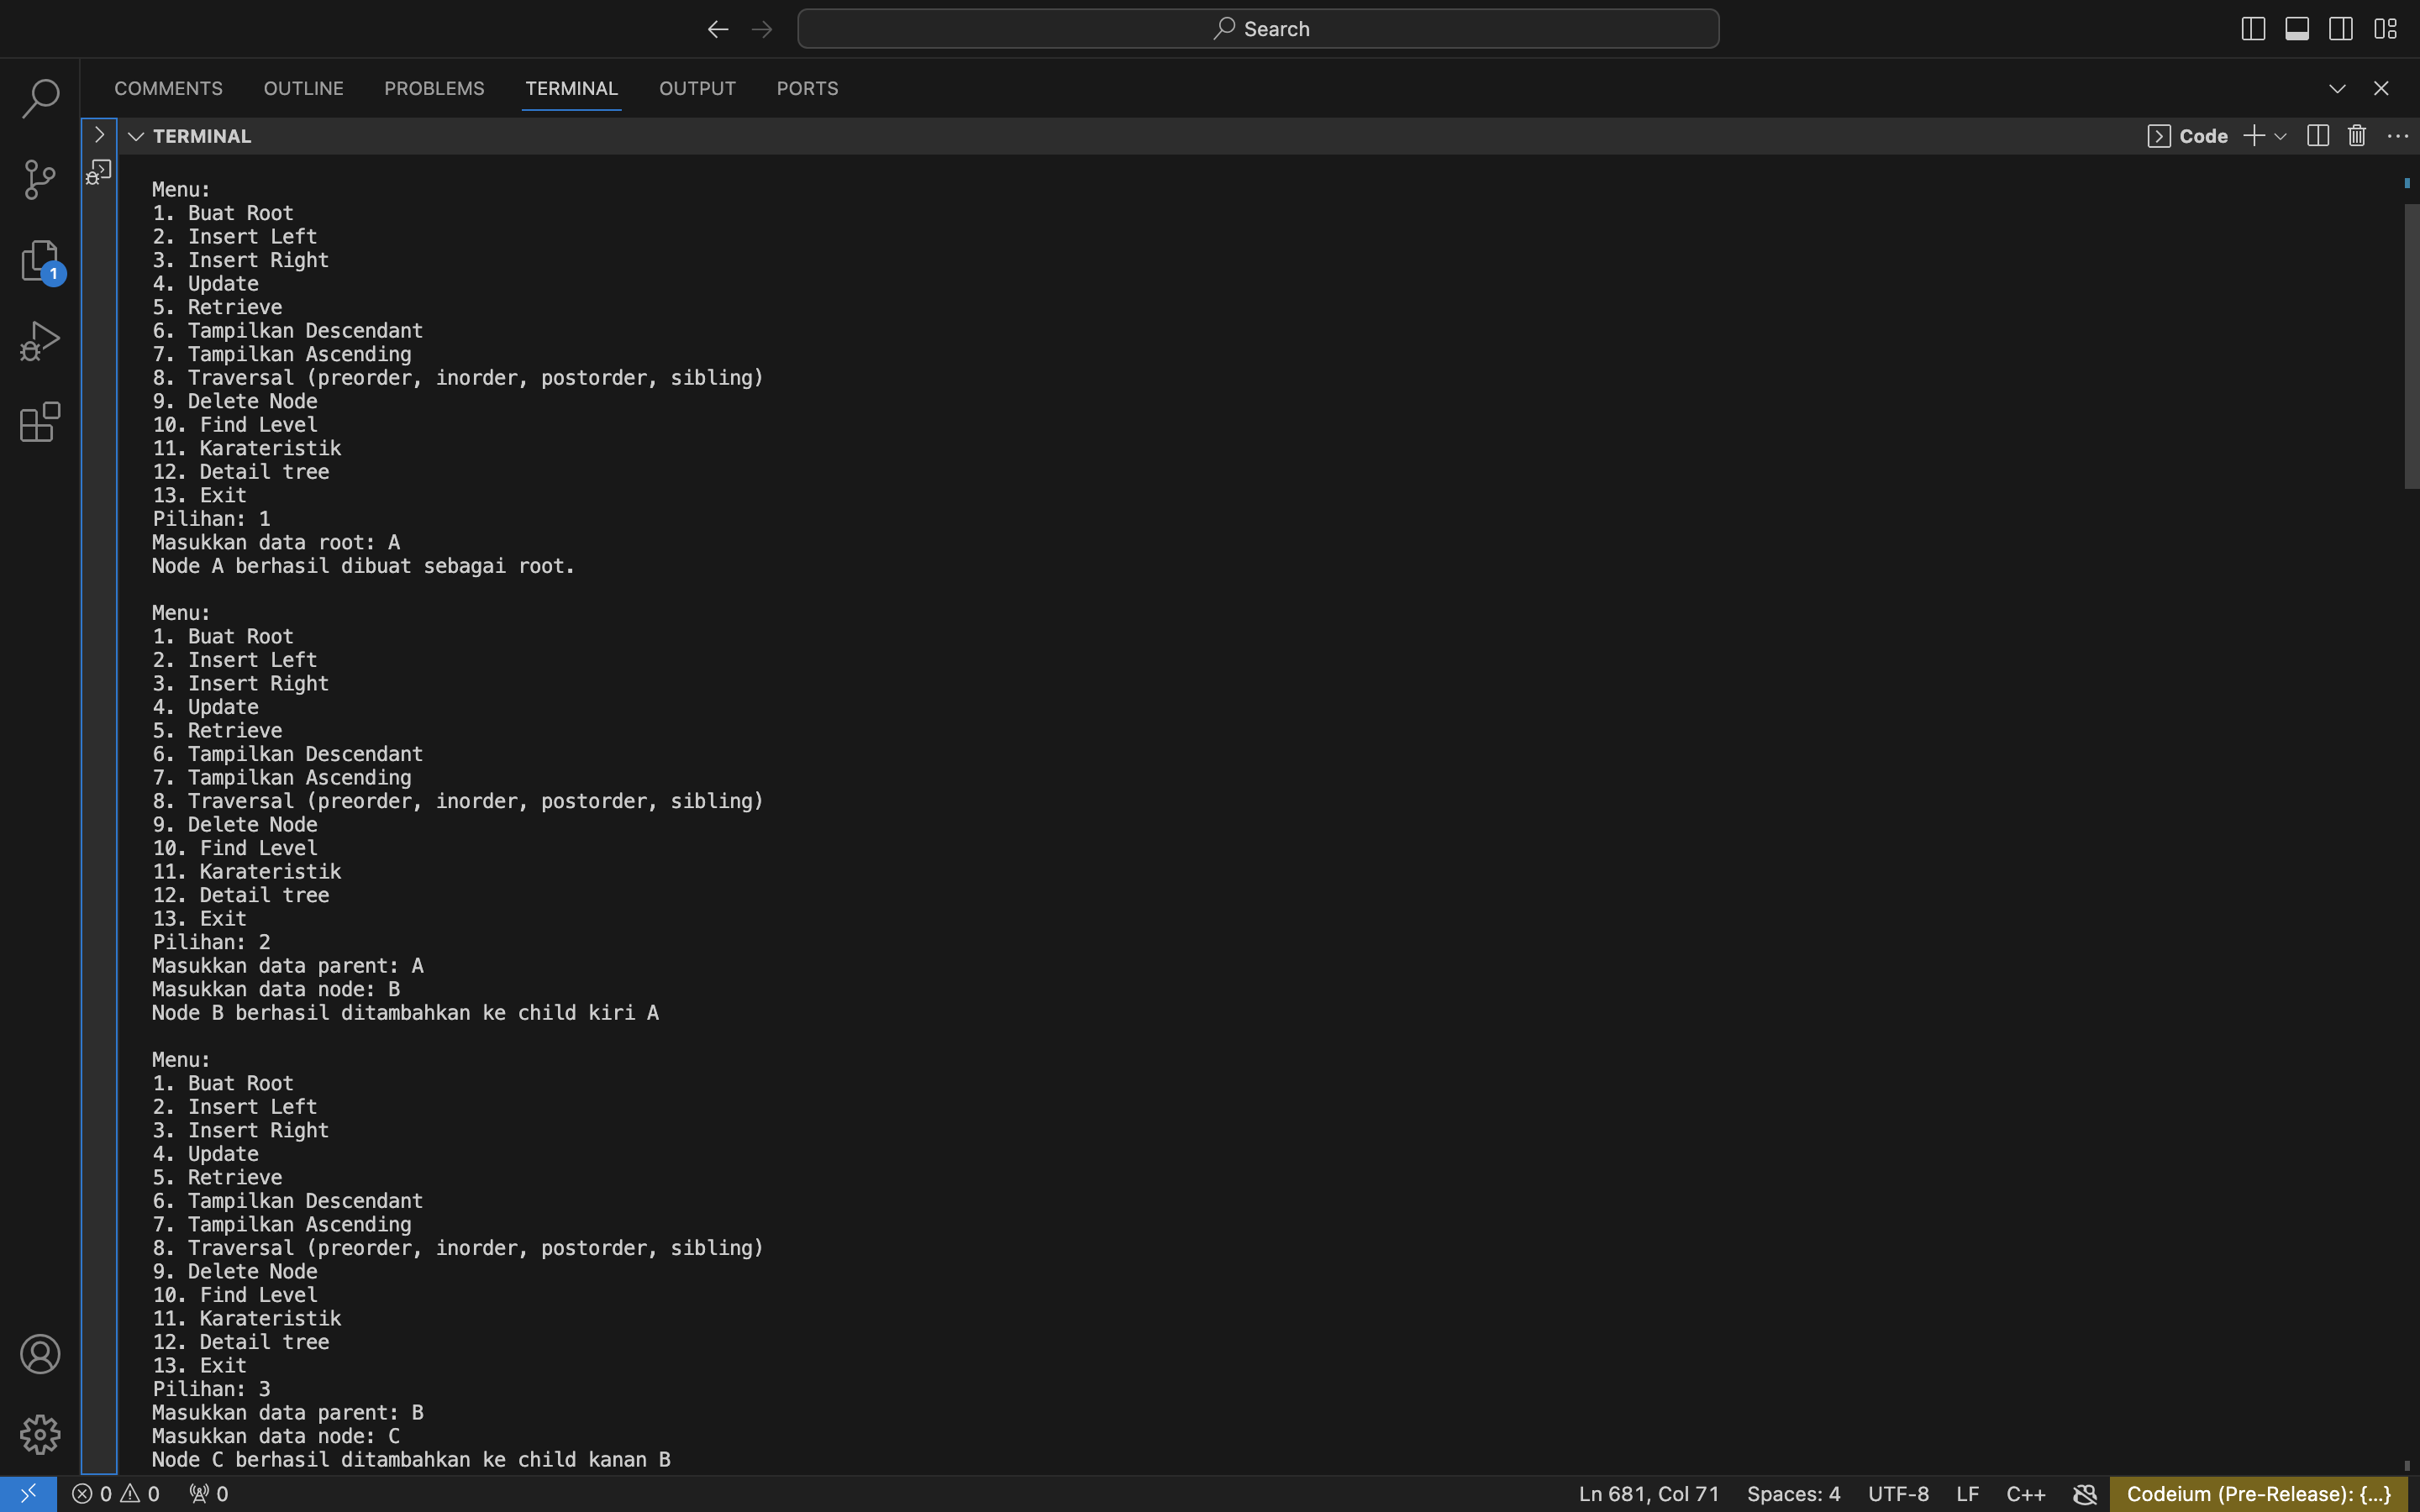 Search
COMMENTS OUTLINE PROBLEMS TERMINAL OUTPUT PORTS
TERMINAL
Code
1
Menu:
1. Buat Root
2. Insert Left
3. Insert Right
4. Update
5. Retrieve
6. Tampilkan Descendant
7. Tampilkan Ascending
8. Traversal (preorder, inorder, postorder, sibling)
9. Delete Node
10. Find Level
11. Karateristik
12. Detail tree
13. Exit
Pilihan: 1
Masukkan data root: A
Node A berhasil dibuat sebagai root.
Menu:
1. Buat Root
2. Insert Left
3. Insert Right
4. Update
5. Retrieve
6. Tampilkan Descendant
7. Tampilkan Ascending
8. Traversal (preorder, inorder, postorder, sibling)
9. Delete Node
10. Find Level
11. Karateristik
12. Detail tree
13. Exit
Pilihan: 2
Masukkan data parent: A
Masukkan data node: B
Node B berhasil ditambahkan ke child kiri A
Menu:
1. Buat Root
2. Insert Left
3. Insert Right
4. Update
5. Retrieve
6. Tampilkan Descendant
7. Tampilkan Ascending
8. Traversal (preorder, inorder, postorder, sibling)
9. Delete Node
10. Find Level
11. Karateristik
12. Detail tree
13. Exit
Pilihan: 3
Masukkan data parent: B
Masukkan data node: C
Node C berhasil ditambahkan ke child kanan B
0 0 0 Ln 681, Col 71 Spaces: 4 UTF-8 LF C++ Codeium (Pre-Release): {...}